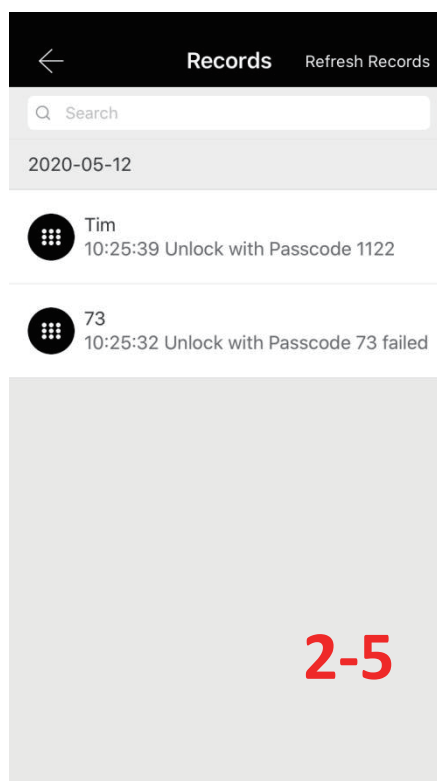 Records Refresh Records
Search
2020-05-12
Tim
10:25:39 Unlock with Passcode 1122
73
10:25:32 Unlock with Passcode 73 failed
2-5